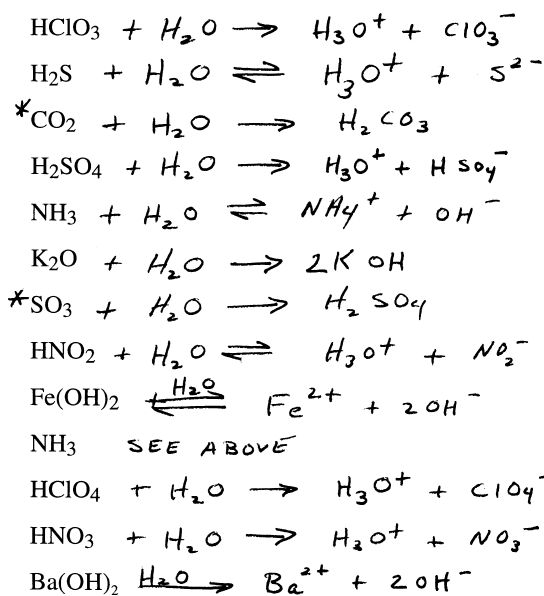 HClO₃ + H₂O → H₃O⁺ + ClO₃⁻
H₂S + H₂O ⇌ H₃O⁺ + S²⁻
*CO₂ + H₂O → H₂CO₃
H₂SO₄ + H₂O → H₃O⁺ + HSO₄⁻
NH₃ + H₂O ⇌ NH₄⁺ + OH⁻
K₂O + H₂O → 2KOH
*SO₃ + H₂O → H₂SO₄
HNO₂ + H₂O ⇌ H₃O⁺ + NO₂⁻
Fe(OH)₂ +H₂O ⇌ Fe²⁺ + 2OH⁻
NH₃ SEE ABOVE
HClO₄ + H₂O → H₃O⁺ + ClO₄⁻
HNO₃ + H₂O → H₃O⁺ + NO₃⁻
Ba(OH)₂ H₂O → Ba²⁺ + 2OH⁻